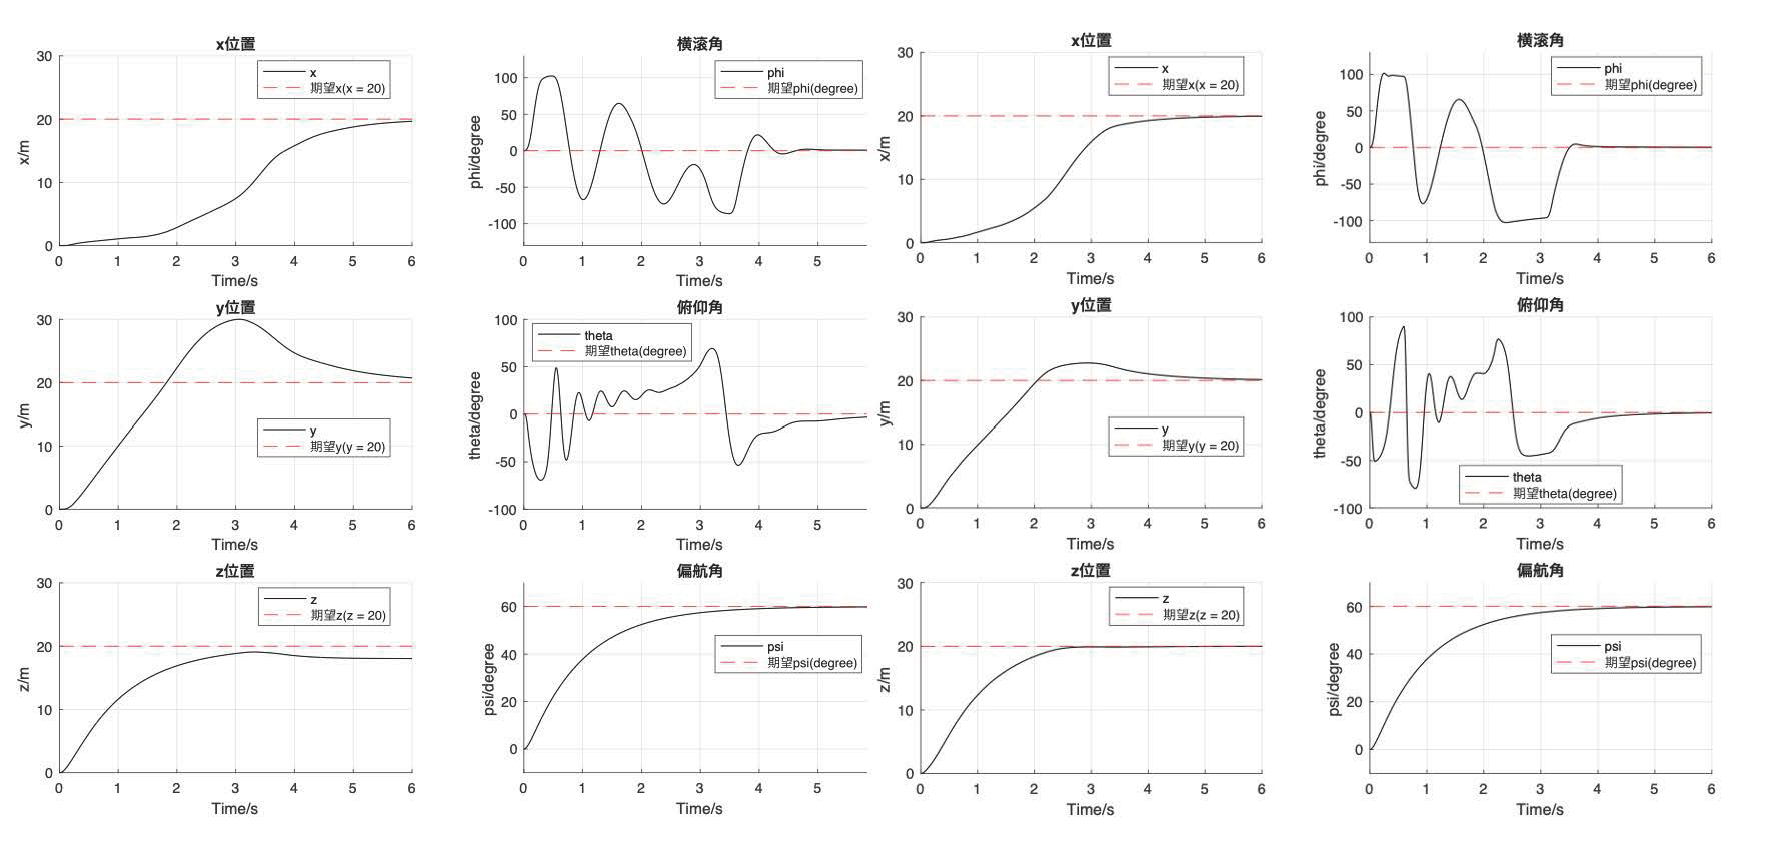 x位置
x/m
30
20
10
0
x
期望x(x = 20)
0 1 2 3 4 5 6
Time/s
横滚角
phi/degree
100
50
0
-50
-100
phi
期望phi(degree)
0 1 2 3 4 5
Time/s
x位置
x/m
30
20
10
0
x
期望x(x = 20)
0 1 2 3 4 5 6
Time/s
横滚角
phi/degree
100
50
0
-50
-100
phi
期望phi(degree)
0 1 2 3 4 5 6
Time/s
y位置
y/m
30
20
10
0
y
期望y(y = 20)
0 1 2 3 4 5 6
Time/s
俯仰角
theta/degree
100
50
0
-50
-100
theta
期望theta(degree)
0 1 2 3 4 5
Time/s
y位置
y/m
30
20
10
0
y
期望y(y = 20)
0 1 2 3 4 5 6
Time/s
俯仰角
theta/degree
100
50
0
-50
-100
theta
期望theta(degree)
0 1 2 3 4 5 6
Time/s
z位置
z/m
30
20
10
0
z
期望z(z = 20)
0 1 2 3 4 5 6
Time/s
偏航角
psi/degree
60
40
20
0
psi
期望psi(degree)
0 1 2 3 4 5
Time/s
z位置
z/m
30
20
10
0
z
期望z(z = 20)
0 1 2 3 4 5 6
Time/s
偏航角
psi/degree
60
40
20
0
psi
期望psi(degree)
0 1 2 3 4 5 6
Time/s